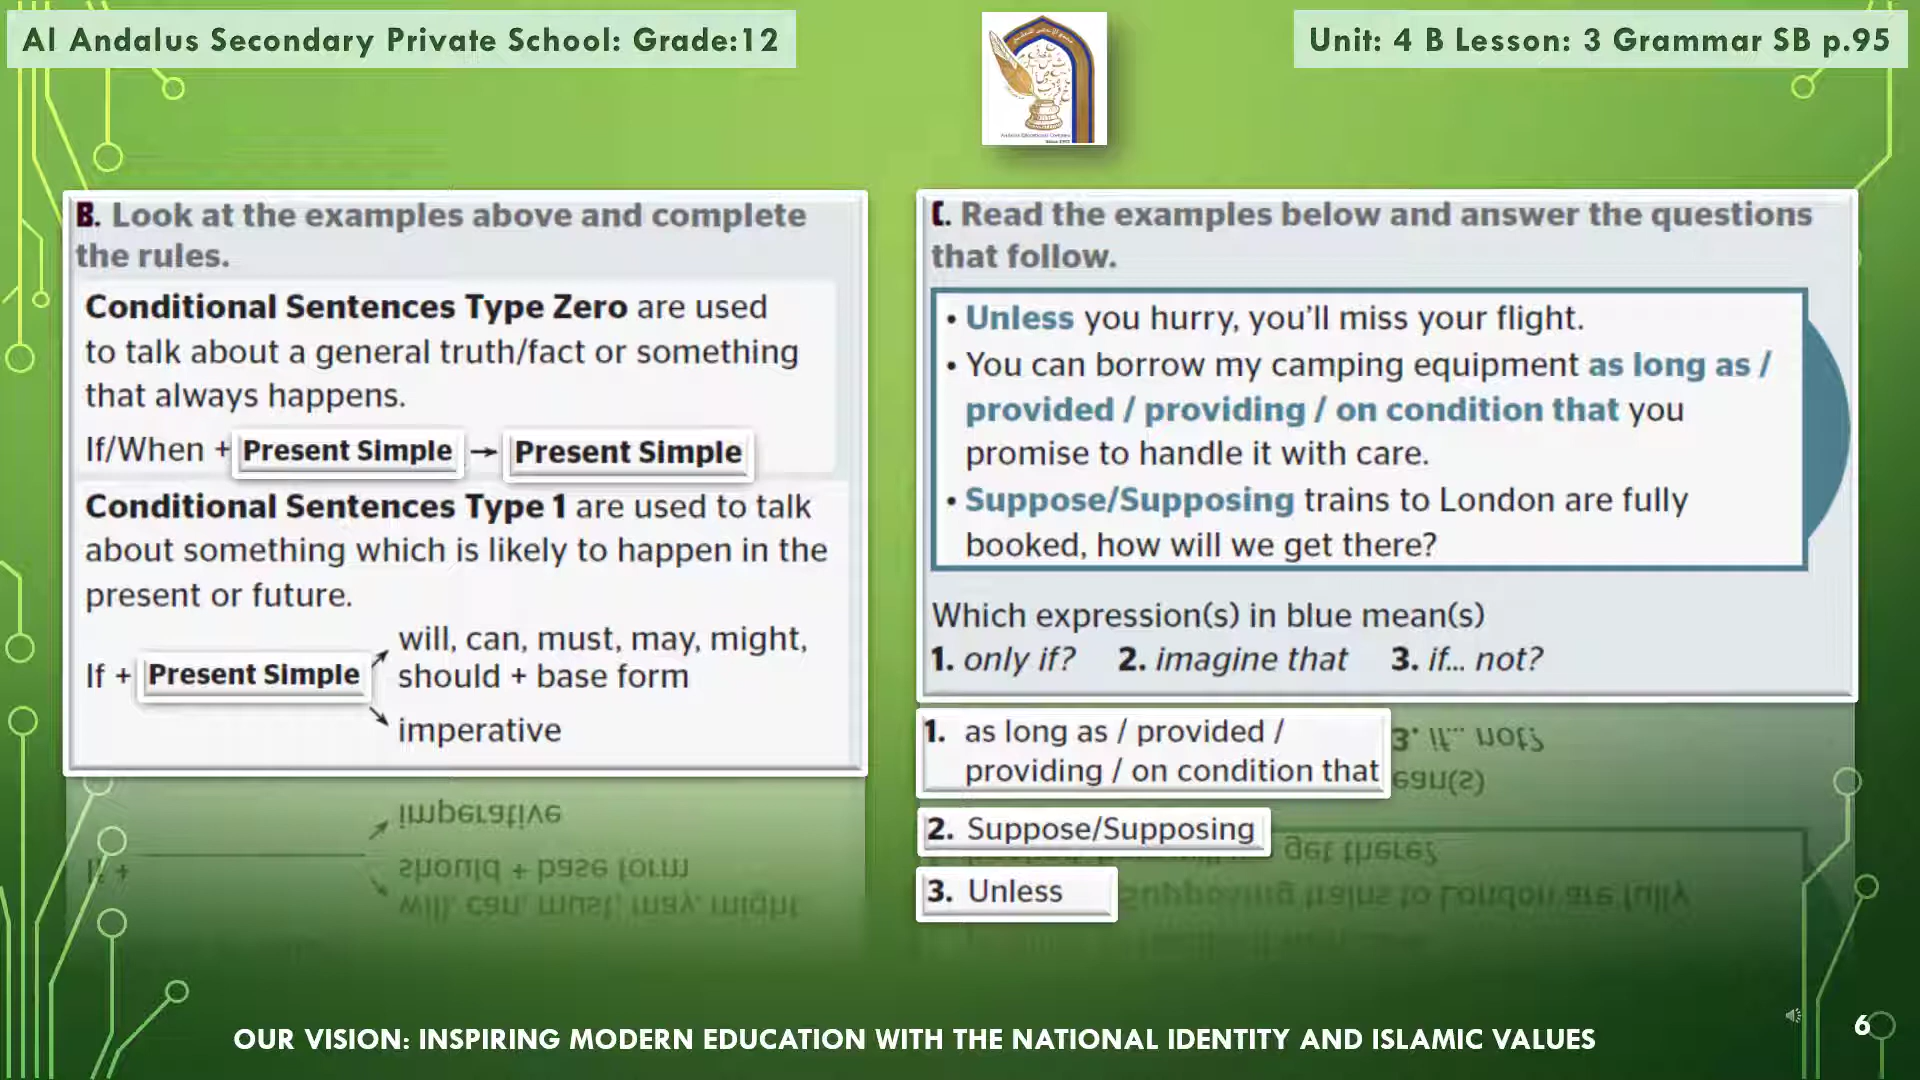 Al Andalus Secondary Private School: Grade:12
Unit: 4 B Lesson: 3 Grammar SB p.95
B. Look at the examples above and complete
the rules.
Conditional Sentences Type Zero are used
to talk about a general truth/fact or something
that always happens.
If/When + Present Simple → Present Simple
Conditional Sentences Type 1 are used to talk
about something which is likely to happen in the
present or future.
will, can, must, may, might,
If + Present Simple should + base form
imperative
C. Read the examples below and answer the questions
that follow.
• Unless you hurry, you'll miss your flight.
• You can borrow my camping equipment as long as /
provided / providing / on condition that you
promise to handle it with care.
• Suppose/Supposing trains to London are fully
booked, how will we get there?
Which expression(s) in blue mean(s)
1. only if? 2. imagine that 3. if... not?
1. as long as / provided /
providing / on condition that
2. Suppose/Supposing
3. Unless
OUR VISION: INSPIRING MODERN EDUCATION WITH THE NATIONAL IDENTITY AND ISLAMIC VALUES
6